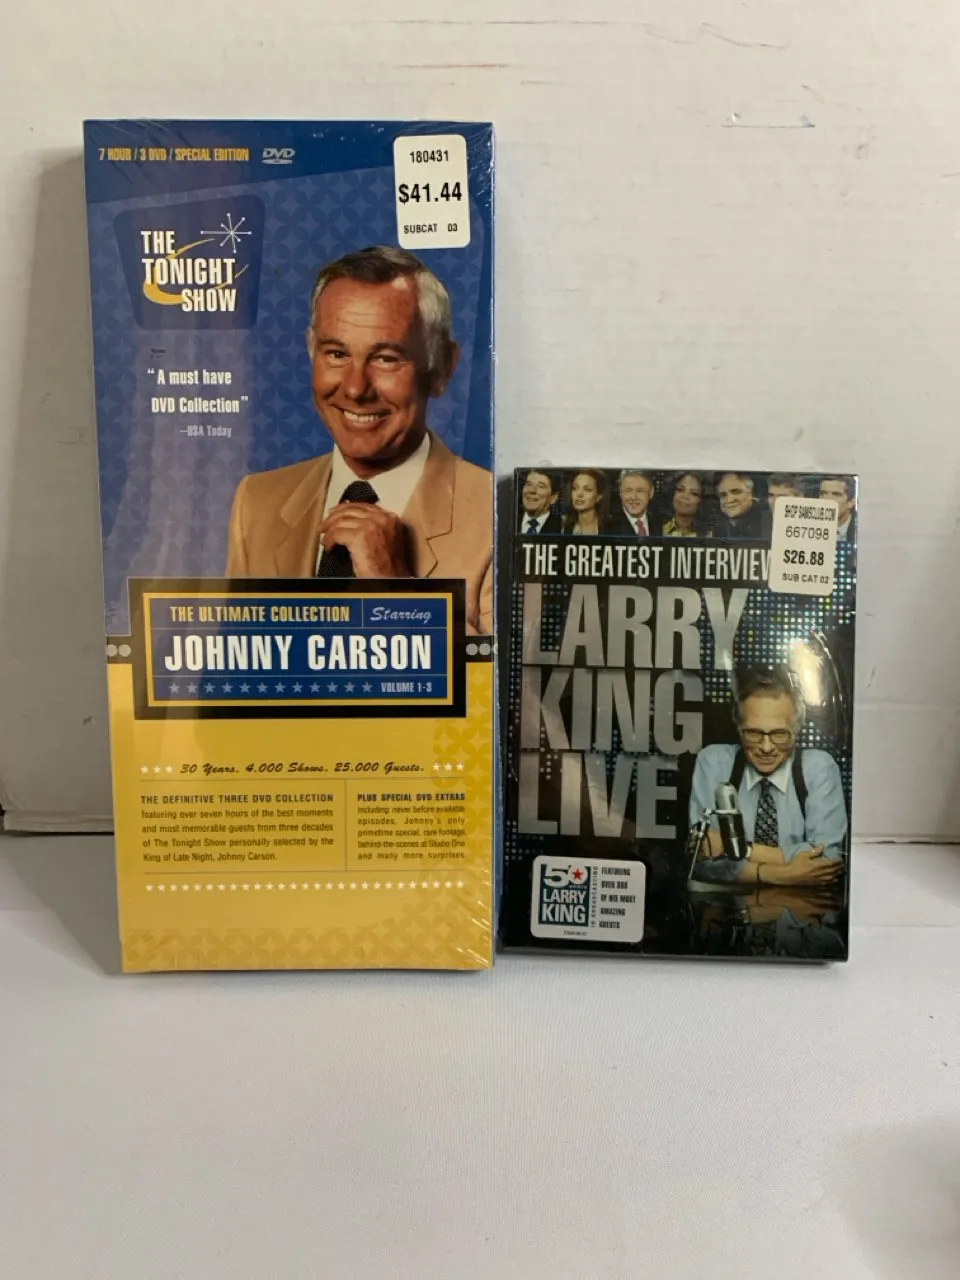 7 HOUR / 3 DVD / SPECIAL EDITION DVD
180431
$41.44
SUBCAT 03
THE
TONIGHT
SHOW
“A must have
DVD Collection”
—USA Today
THE ULTIMATE COLLECTION Starring
JOHNNY CARSON
VOLUME 1-3
30 Years. 4,000 Shows. 25,000 Guests.
THE DEFINITIVE THREE DVD COLLECTION
featuring over seven hours of the best moments
and most memorable guests from three decades
of The Tonight Show personally selected by the
King of Late Night, Johnny Carson.
PLUS SPECIAL DVD EXTRAS
including: never before available
episodes, Johnny's only
primetime special, rare footage,
behind-the-scenes at Studio One
and many more surprises
SHOP SAMSCLUB.COM
667098
$26.88
SUB CAT 02
THE GREATEST INTERVIEW
LARRY
KING
LIVE
50
YEARS
LARRY
KING
IN BROADCASTING
FEATURING
OF HIS MOST
AMAZING
GUESTS